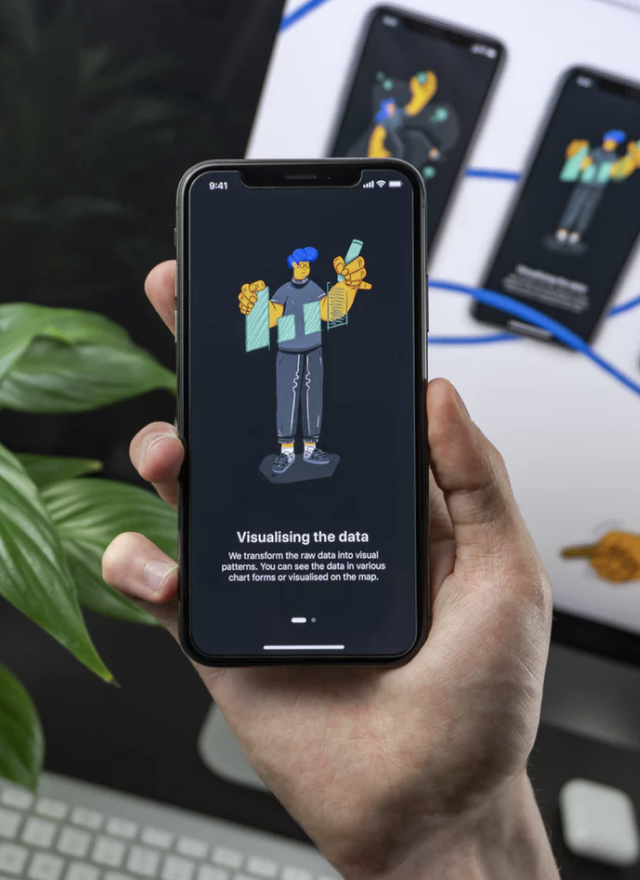 9:41
Visualising the data
We transform the raw data into visual
patterns. You can see the data in various
chart forms or visualised on the map.